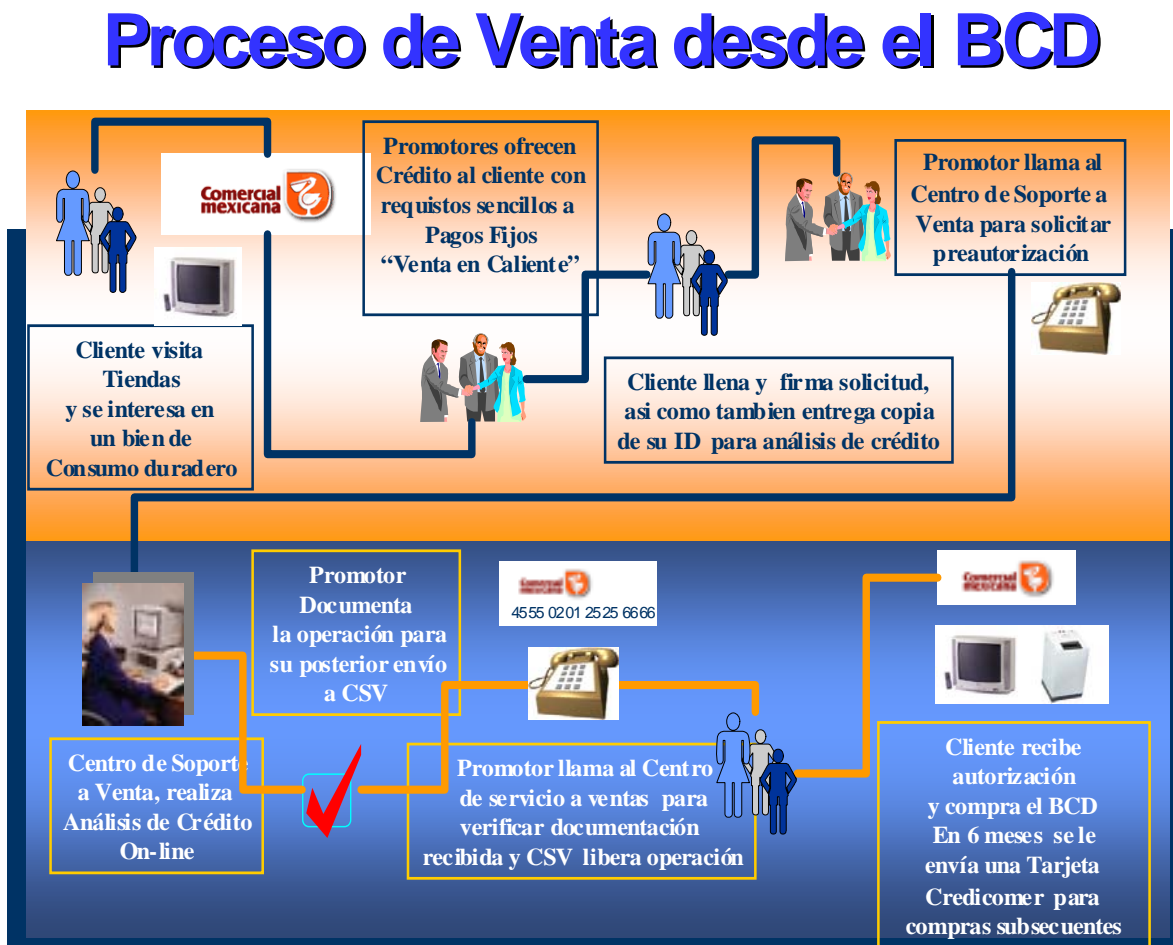 Proceso de Venta desde el BCD
Comercial
mexicana
Promotores ofrecen
Crédito al cliente con
requistos sencillos a
Pagos Fijos
“Venta en Caliente”
Promotor llama al
Centro de Soporte a
Venta para solicitar
preautorización
Cliente visita
Tiendas
y se interesa en
un bien de
Consumo duradero
Cliente llena y firma solicitud,
asi como tambien entrega copia
de su ID para análisis de crédito
Promotor
Documenta
la operación para
su posterior envío
a CSV
Comercial
mexicana
4555 0201 2525 6666
Comercial
mexicana
Centro de Soporte
a Venta, realiza
Análisis de Crédito
On-line
Promotor llama al Centro
de servicio a ventas para
verificar documentación
recibida y CSV libera operación
Cliente recibe
autorización
y compra el BCD
En 6 meses se le
envía una Tarjeta
Credicomer para
compras subsecuentes